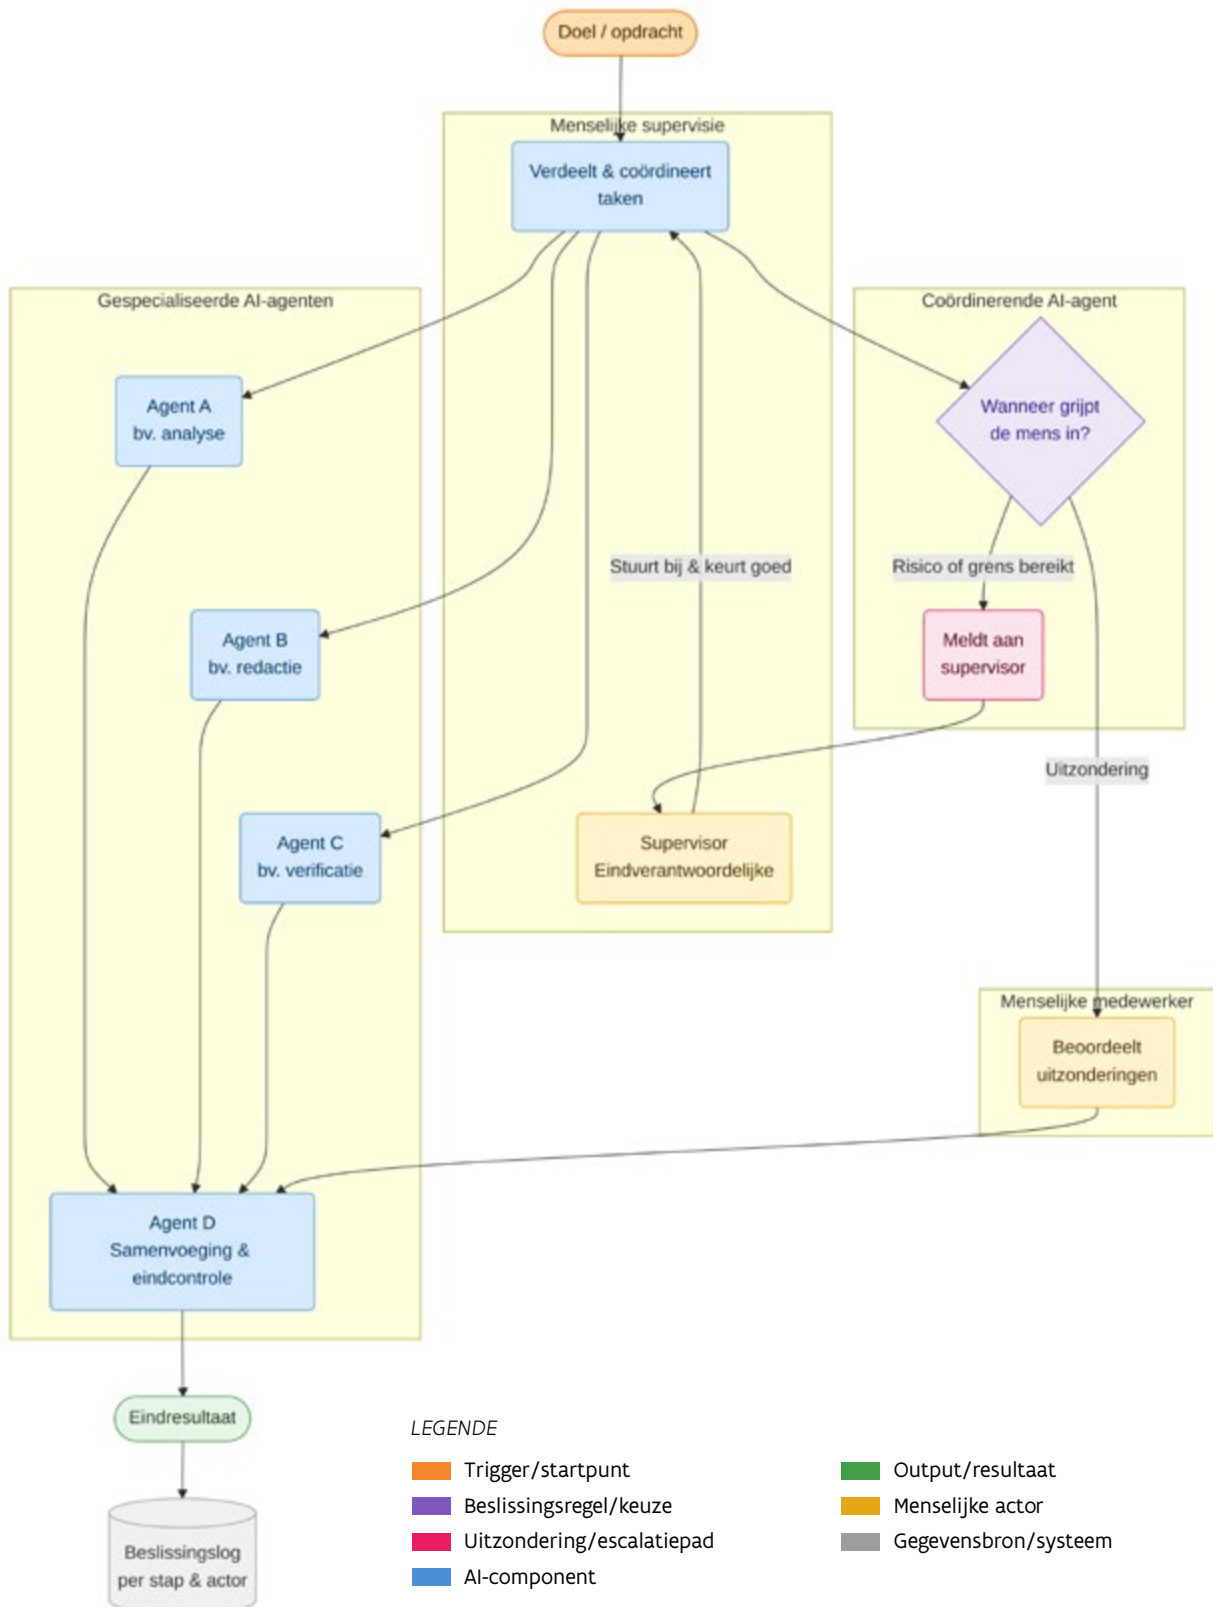 Doel / opdracht
Menselijke supervisie
Verdeelt & coördineert
taken
Gespecialiseerde AI-agenten
Coördinerende AI-agent
Agent A
bv. analyse
Wanneer grijpt
de mens in?
Stuurt bij & keurt goed
Risico of grens bereikt
Agent B
bv. redactie
Meldt aan
supervisor
Uitzondering
Agent C
bv. verificatie
Supervisor
Eindverantwoordelijke
Menselijke medewerker
Beoordeelt
uitzonderingen
Agent D
Samenvoeging &
eindcontrole
Eindresultaat
Beslissingslog
per stap & actor
LEGENDE
Trigger/startpunt
Beslissingsregel/keuze
Uitzondering/escalatiepad
AI-component
Output/resultaat
Menselijke actor
Gegevensbron/systeem